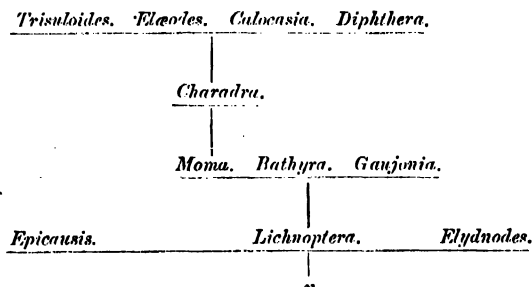 Trisuloides. Elæodes. Calocasia. Diphthera.
Charadra.
Moma. Bathyra. Gaujonia.
Epicausis. Lichnoptera. Elydnodes.